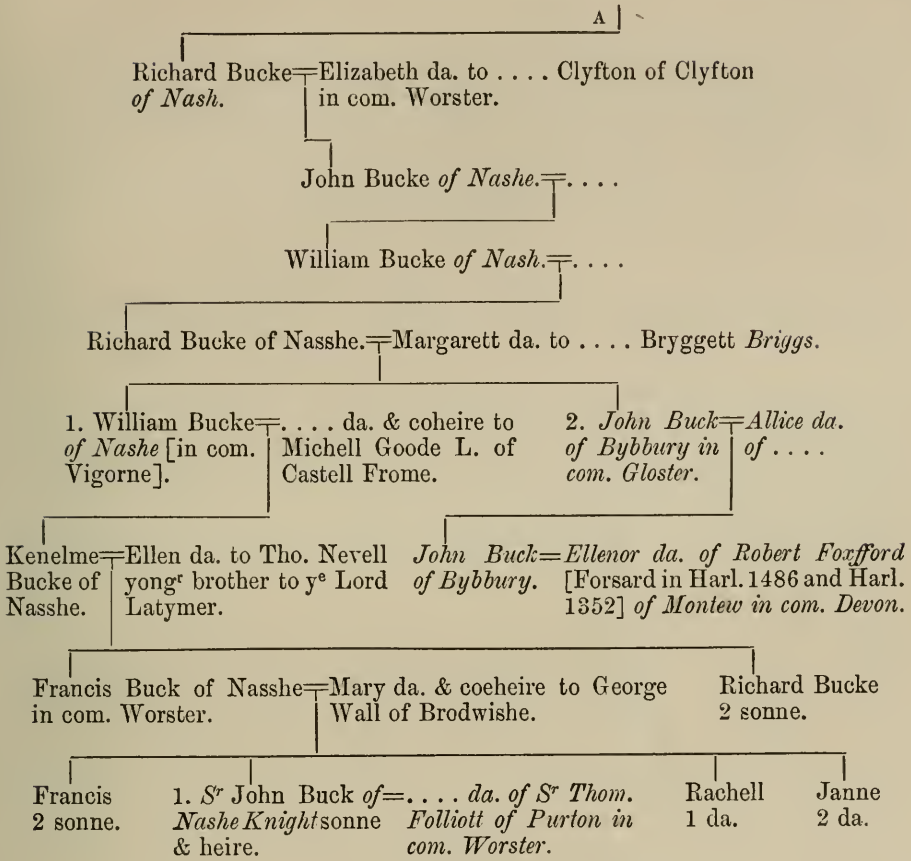 A
Richard Bucke=Elizabeth da. to . . . . Clyfton of Clyfton
of Nash. in com. Worster.
John Bucke of Nashe.=. . . .
William Bucke of Nash.=. . . .
Richard Bucke of Nasshe.=Margarett da. to . . . . Bryggett Briggs.
1. William Bucke=. . . . da. & coheire to
of Nashe [in com. Michell Goode L. of
Vigorne]. Castell Frome.
2. John Buck=Allice da.
of Bybbury in of . . . .
com. Gloster.
Kenelme=Ellen da. to Tho. Nevell
Bucke of yongʳ brother to yᵉ Lord
Nasshe. Latymer.
John Buck=Ellenor da. of Robert Foxfford
of Bybbury. [Forsard in Harl. 1486 and Harl.
1352] of Montew in com. Devon.
Francis Buck of Nasshe=Mary da. & coeheire to George
in com. Worster. Wall of Brodwishe.
Richard Bucke
2 sonne.
Francis
2 sonne.
1. Sʳ John Buck of=. . . . da. of Sʳ Thom.
Nashe Knight sonne Folliott of Purton in
& heire. com. Worster.
Rachell
1 da.
Janne
2 da.